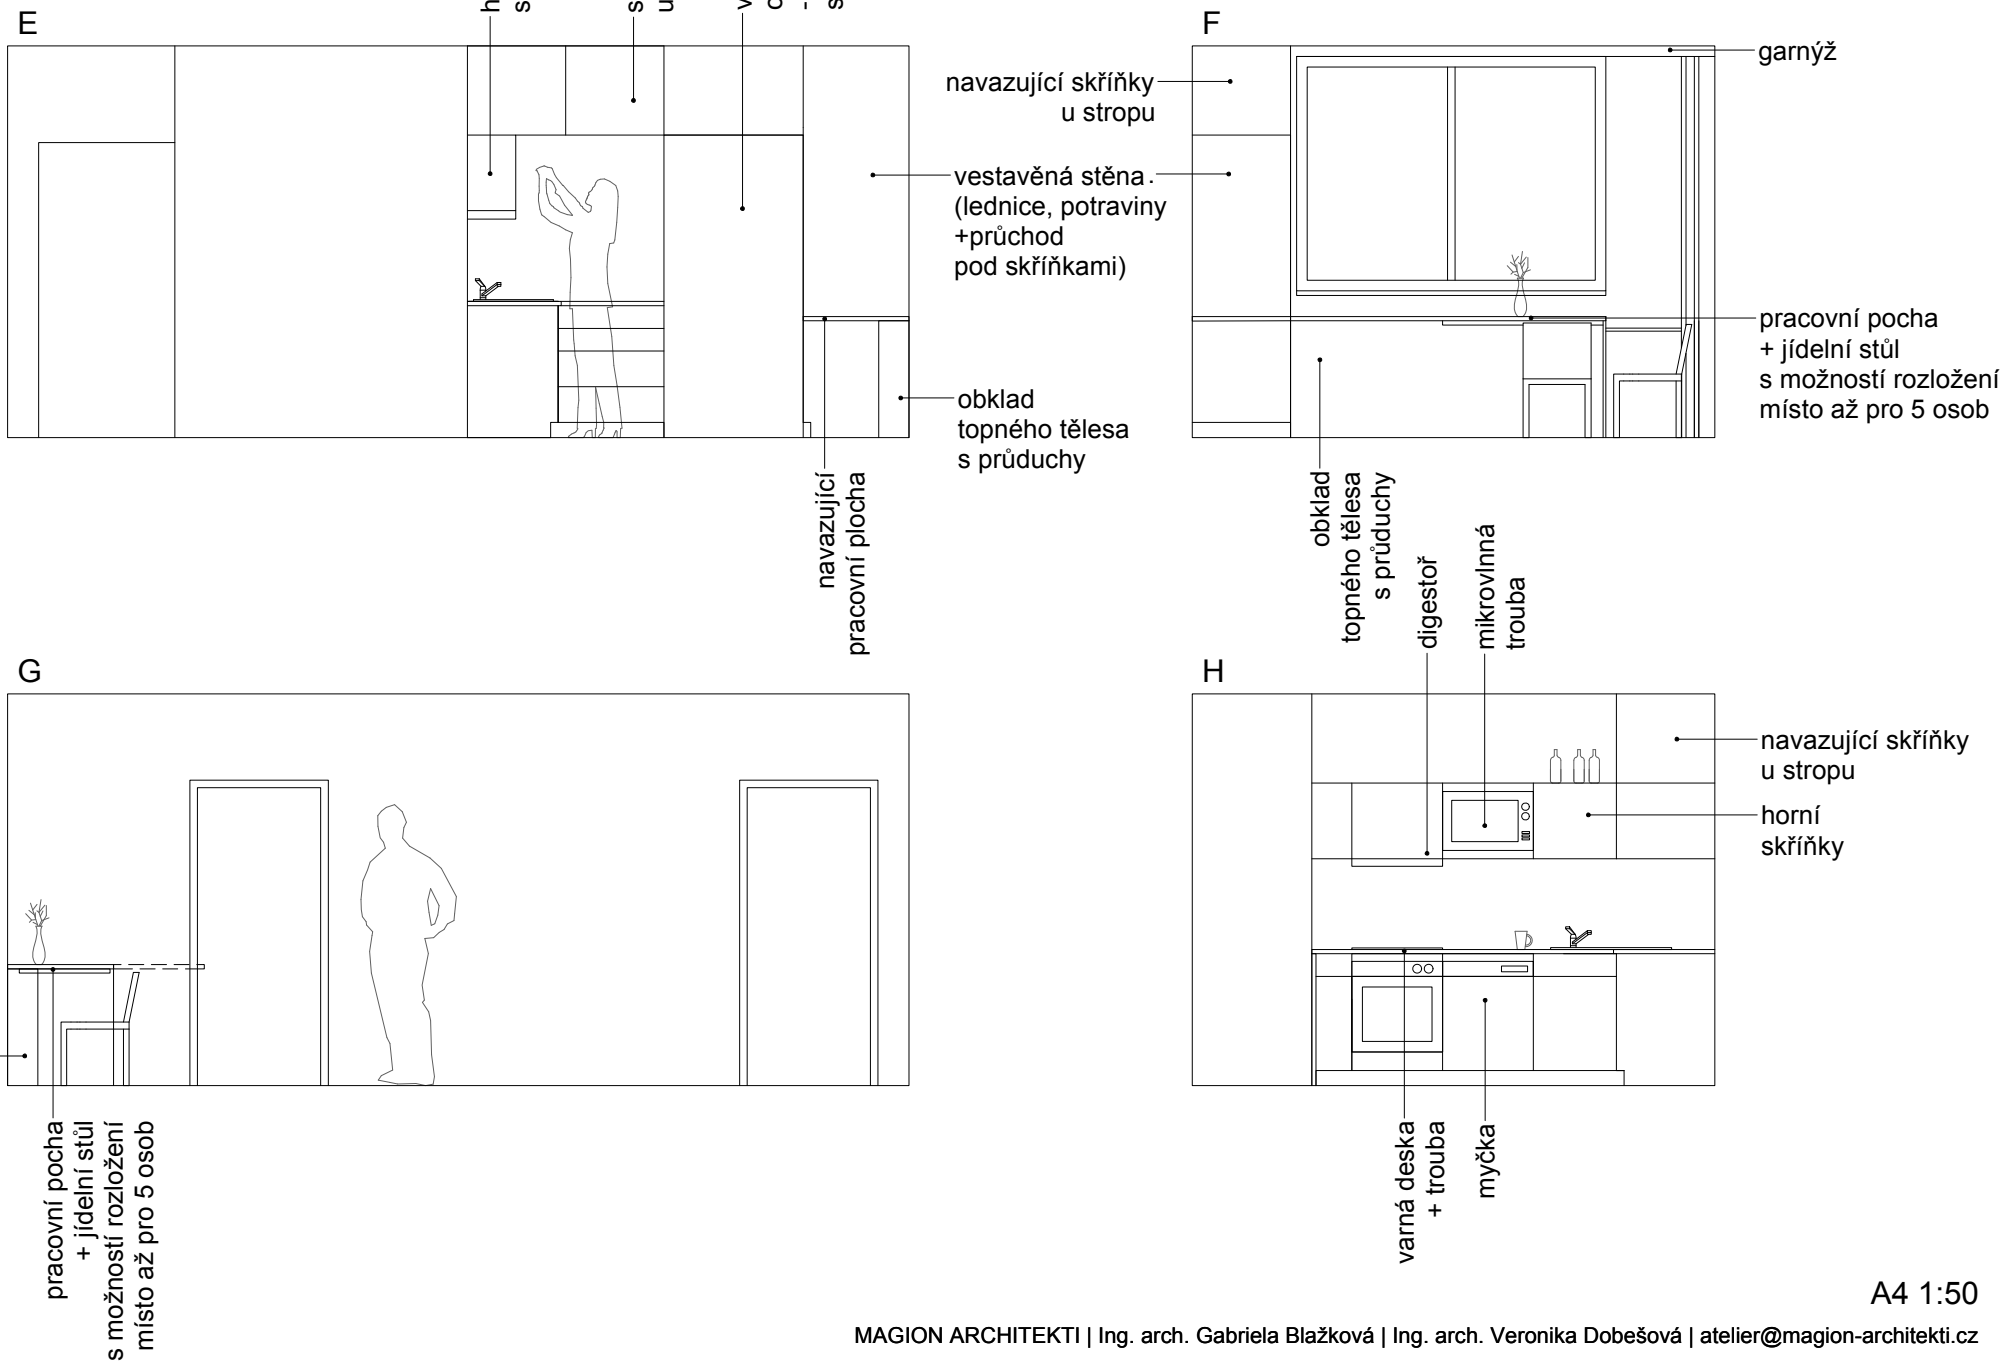 E
F
garnýž
navazující skříňky
u stropu
vestavěná stěna
(lednice, potraviny
+průchod
pod skříňkami)
pracovní pocha
+ jídelní stůl
s možností rozložení
místo až pro 5 osob
obklad
topného tělesa
s průduchy
navazující
pracovní plocha
obklad
topného tělesa
s průduchy
digestoř
mikrovlnná
trouba
G
H
navazující skříňky
u stropu
horní
skříňky
pracovní pocha
+ jídelní stůl
s možností rozložení
místo až pro 5 osob
varná deska
+ trouba
myčka
A4 1:50
MAGION ARCHITEKTI | Ing. arch. Gabriela Blažková | Ing. arch. Veronika Dobešová | atelier@magion-architekti.cz